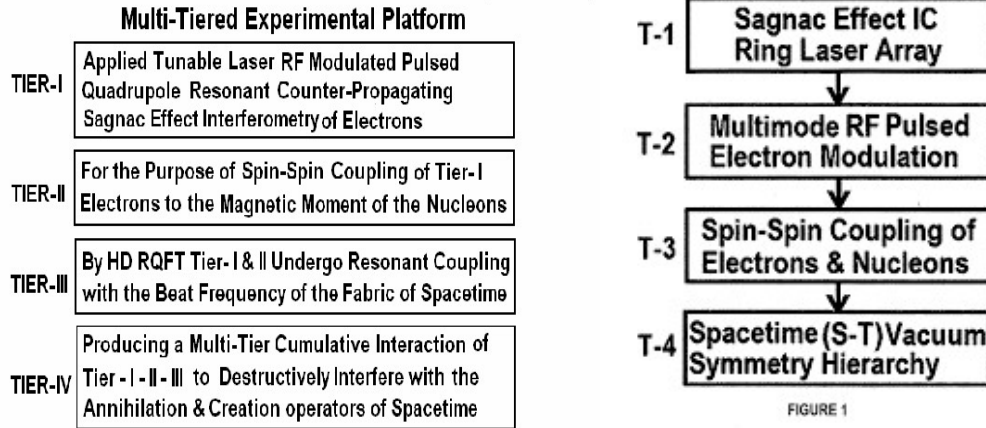 Multi-Tiered Experimental Platform
TIER-I
Applied Tunable Laser RF Modulated Pulsed
Quadrupole Resonant Counter-Propagating
Sagnac Effect Interferometry of Electrons
TIER-II
For the Purpose of Spin-Spin Coupling of Tier-I
Electrons to the Magnetic Moment of the Nucleons
TIER-III
By HD RQFT Tier-I & II Undergo Resonant Coupling
with the Beat Frequency of the Fabric of Spacetime
TIER-IV
Producing a Multi-Tier Cumulative Interaction of
Tier-I-II-III to Destructively Interfere with the
Annihilation & Creation operators of Spacetime
T-1
Sagnac Effect IC
Ring Laser Array
T-2
Multimode RF Pulsed
Electron Modulation
T-3
Spin-Spin Coupling of
Electrons & Nucleons
T-4
Spacetime (S-T) Vacuum
Symmetry Hierarchy
FIGURE 1